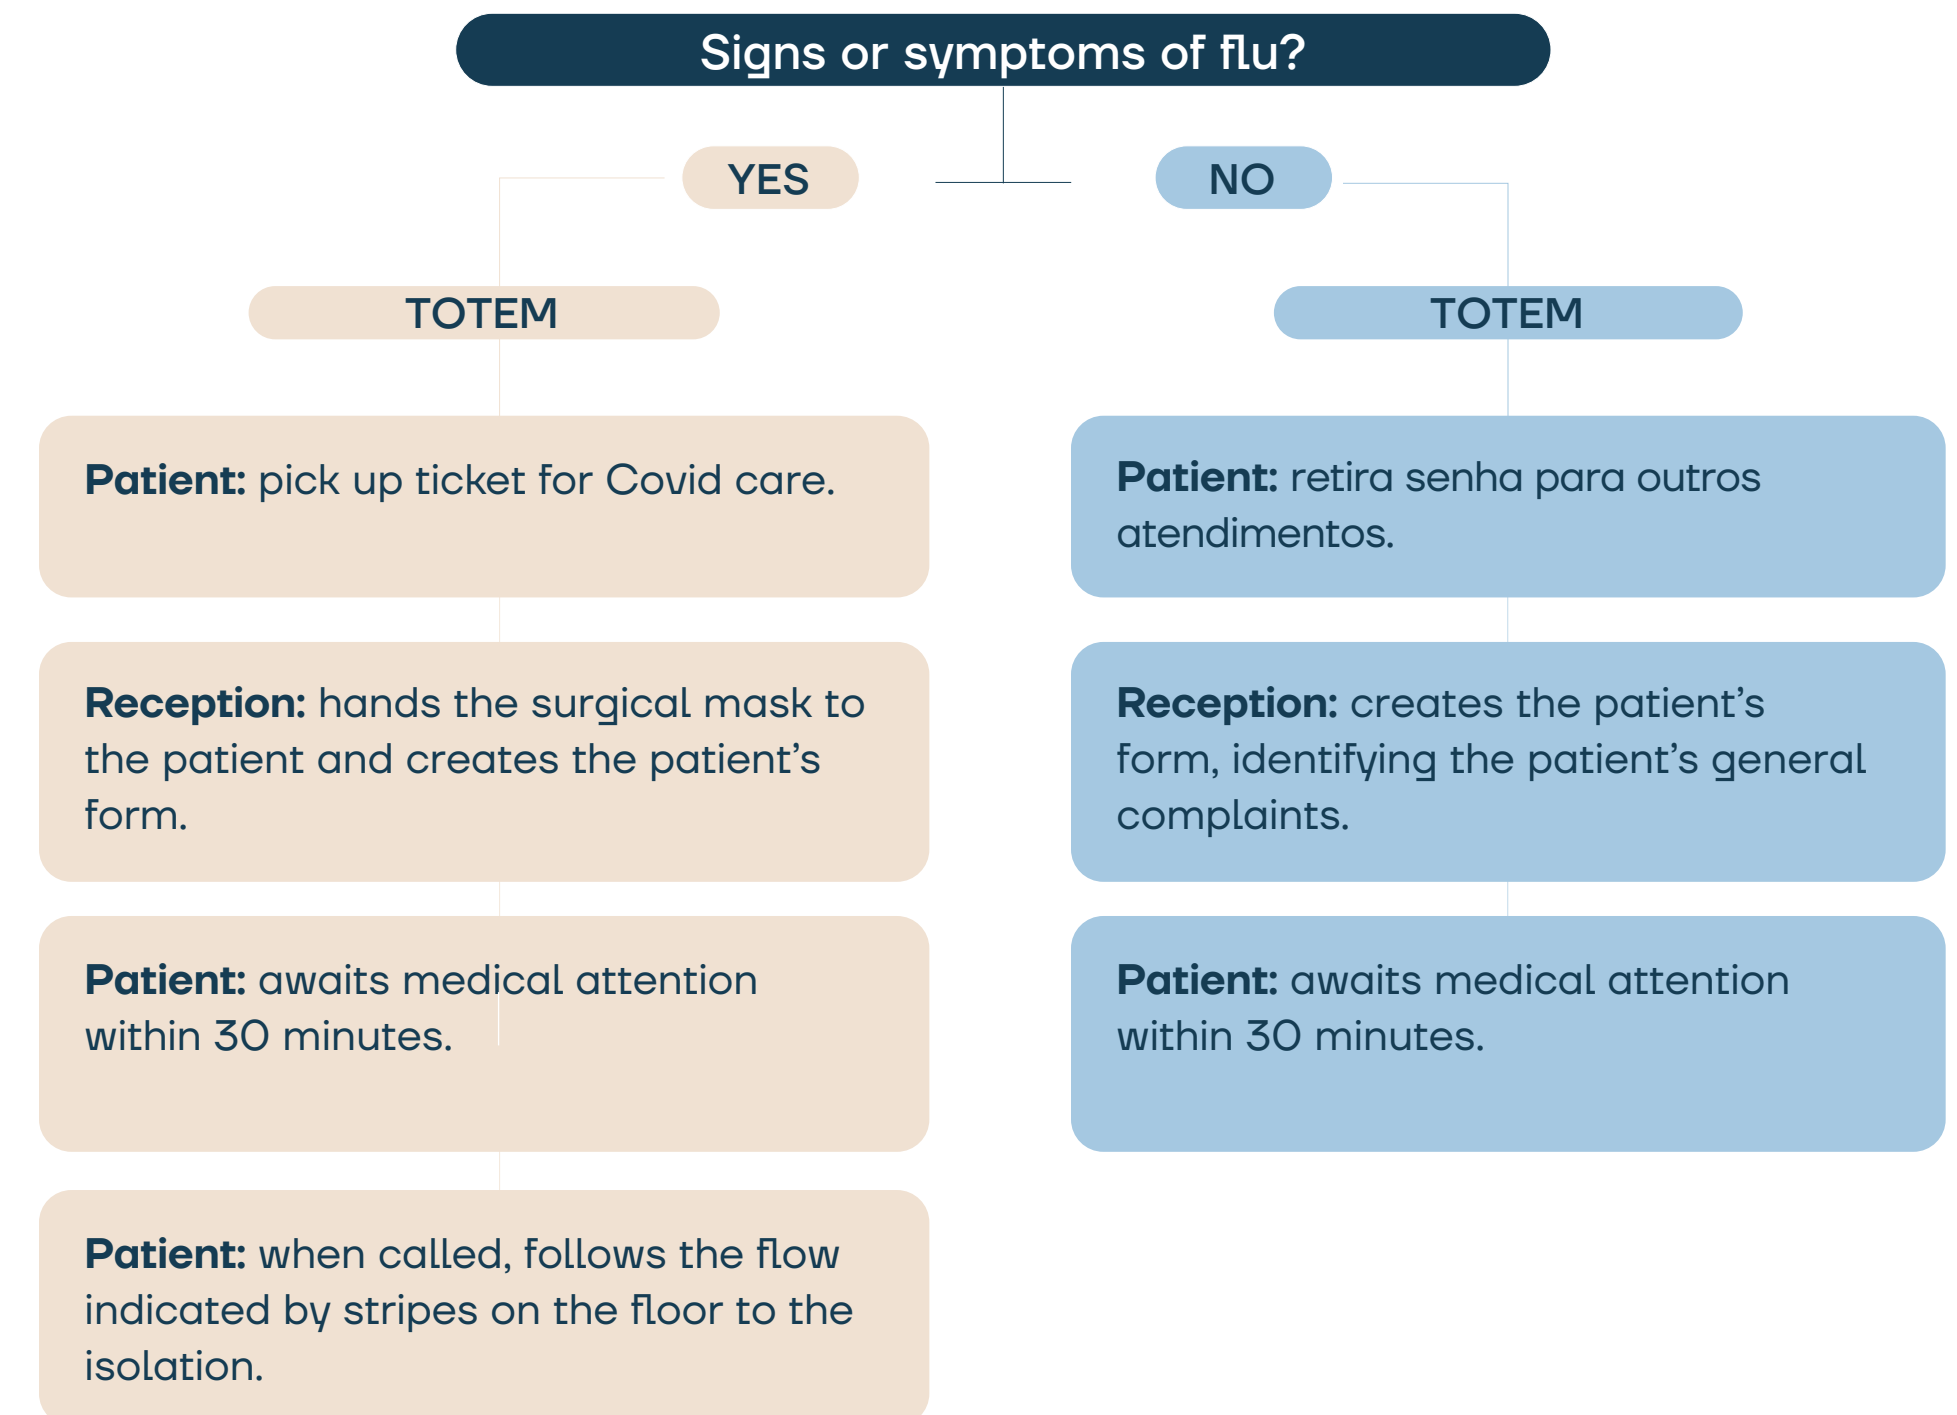 Signs or symptoms of flu?
YES
NO
TOTEM
TOTEM
Patient: pick up ticket for Covid care.
Patient: retira senha para outros
atendimentos.
Reception: hands the surgical mask to
the patient and creates the patient’s
form.
Reception: creates the patient’s
form, identifying the patient’s general
complaints.
Patient: awaits medical attention
within 30 minutes.
Patient: awaits medical attention
within 30 minutes.
Patient: when called, follows the flow
indicated by stripes on the floor to the
isolation.